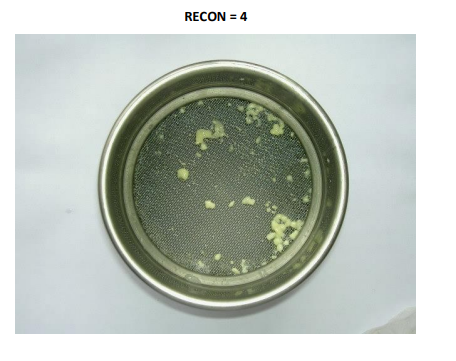 RECON = 4